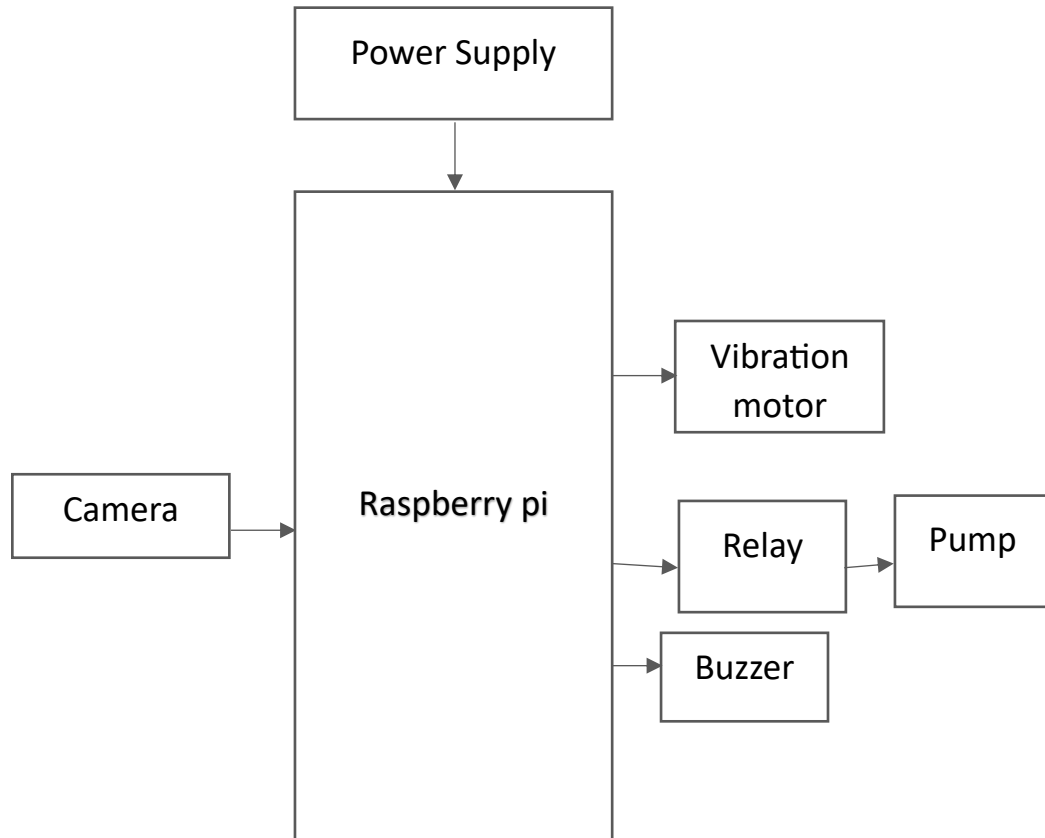 Power Supply
Vibration
motor
Camera
Raspberry pi
Relay
Pump
Buzzer